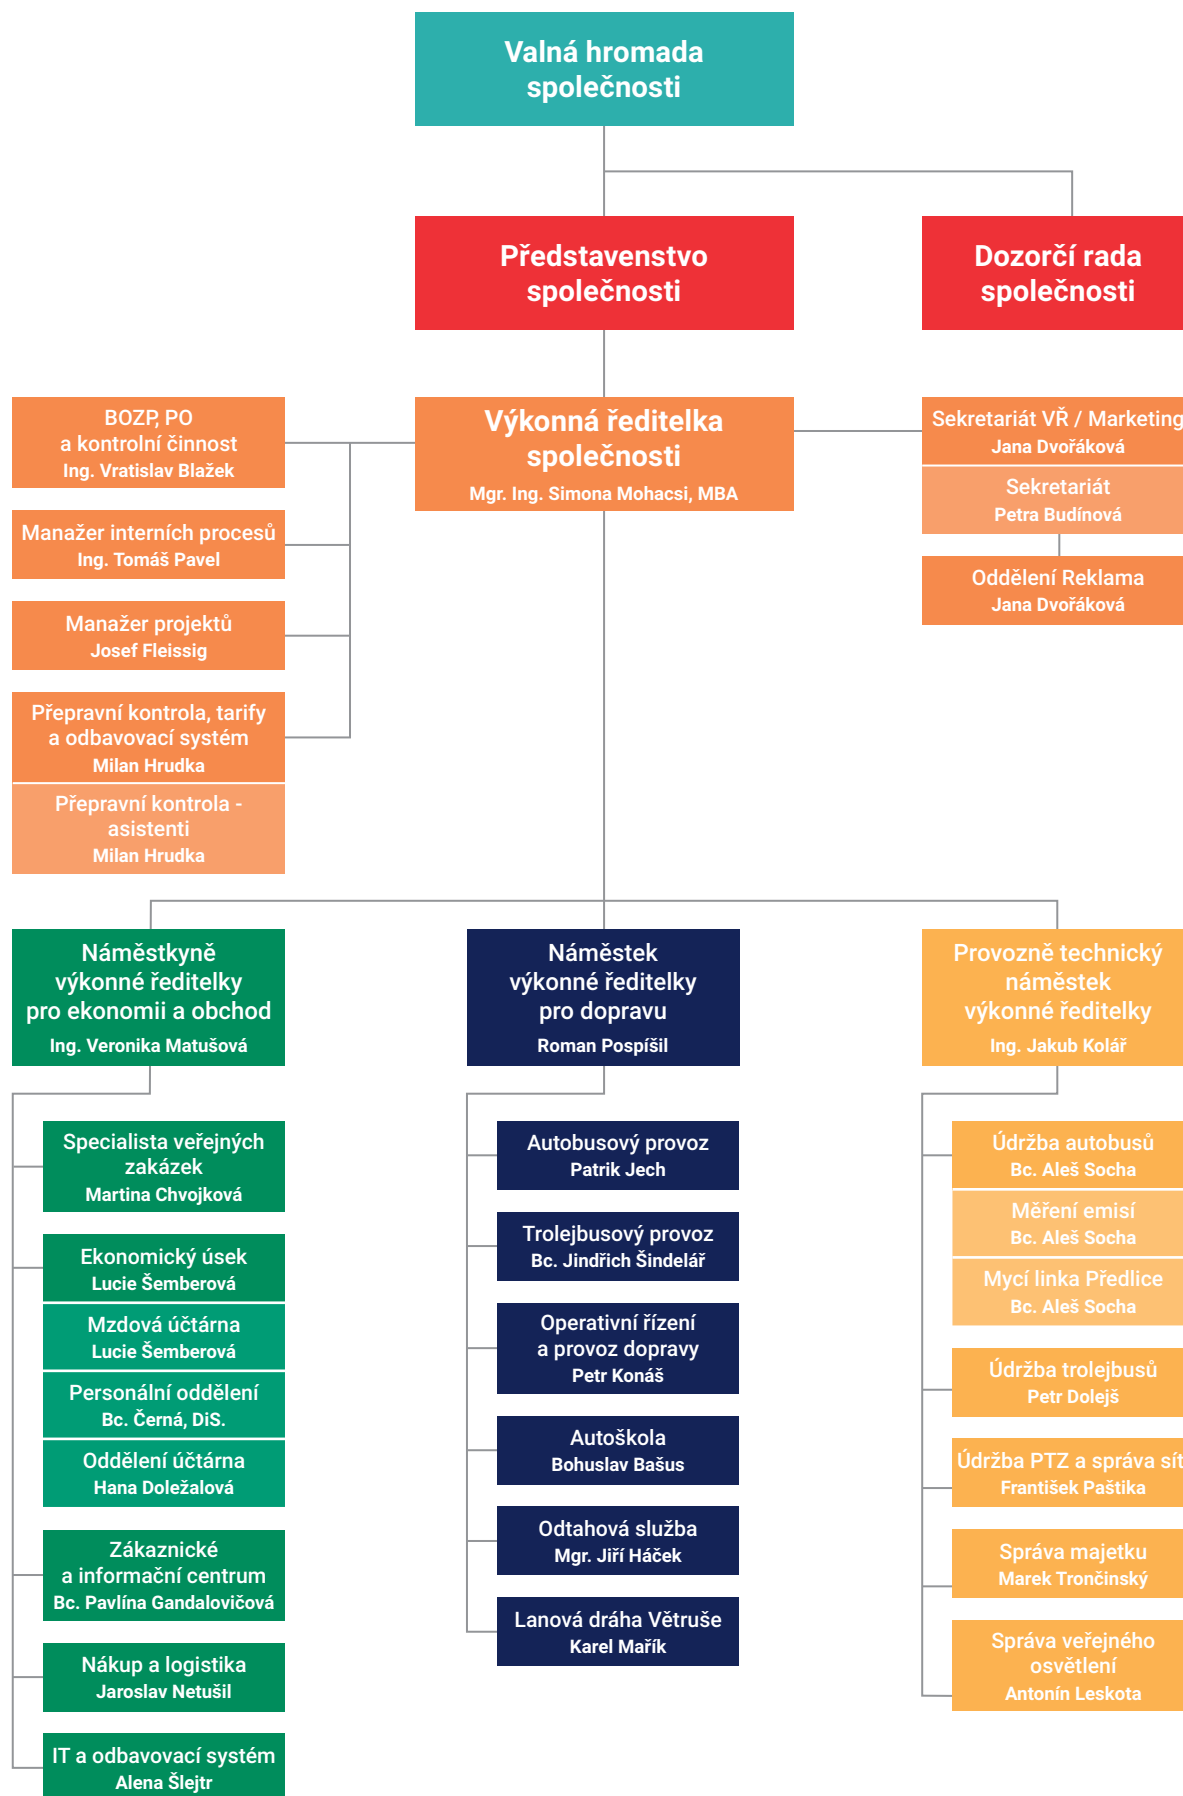 Valná hromada
společnosti
Představenstvo
společnosti
Dozorčí rada
společnosti
BOZP, PO
a kontrolní činnost
Ing. Vratislav Blažek
Manažer interních procesů
Ing. Tomáš Pavel
Manažer projektů
Josef Fleissig
Přepravní kontrola, tarify
a odbavovací systém
Milan Hrudka
Přepravní kontrola -
asistenti
Milan Hrudka
Výkonná ředitelka
společnosti
Mgr. Ing. Simona Mohacsi, MBA
Sekretariát VŘ / Marketing
Jana Dvořáková
Sekretariát
Petra Budínová
Oddělení Reklama
Jana Dvořáková
Náměstkyně
výkonné ředitelky
pro ekonomii a obchod
Ing. Veronika Matušová
Specialista veřejných
zakázek
Martina Chvojková
Ekonomický úsek
Lucie Šemberová
Mzdová účtárna
Lucie Šemberová
Personální oddělení
Bc. Černá, DiS.
Oddělení účtárna
Hana Doležalová
Zákaznické
a informační centrum
Bc. Pavlína Gandalovičová
Nákup a logistika
Jaroslav Netušil
IT a odbavovací systém
Alena Šlejtr
Náměstek
výkonné ředitelky
pro dopravu
Roman Pospíšil
Autobusový provoz
Patrik Jech
Trolejbusový provoz
Bc. Jindřich Šindelář
Operativní řízení
a provoz dopravy
Petr Konáš
Autoškola
Bohuslav Bašus
Odtahová služba
Mgr. Jiří Háček
Lanová dráha Větruše
Karel Mařík
Provozně technický
náměstek
výkonné ředitelky
Ing. Jakub Kolář
Údržba autobusů
Bc. Aleš Socha
Měření emisí
Bc. Aleš Socha
Mycí linka Předlice
Bc. Aleš Socha
Údržba trolejbusů
Petr Dolejš
Údržba PTZ a správa sít
František Paštika
Správa majetku
Marek Trončinský
Správa veřejného
osvětlení
Antonín Leskota